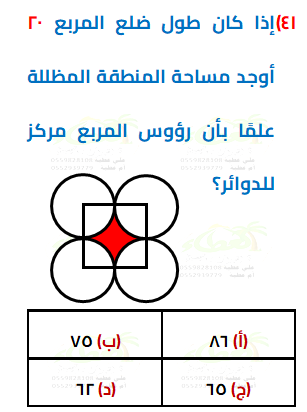 ٤١)إذا كان طول ضلع المربع ٢٠
أوجد مساحة المنطقة المظللة
علمًا بأن رؤوس المربع مركز
للدوائر؟
(أ) ٨٦
(ب) ٧٥
(ج) ٦٥
(د) ٦٢